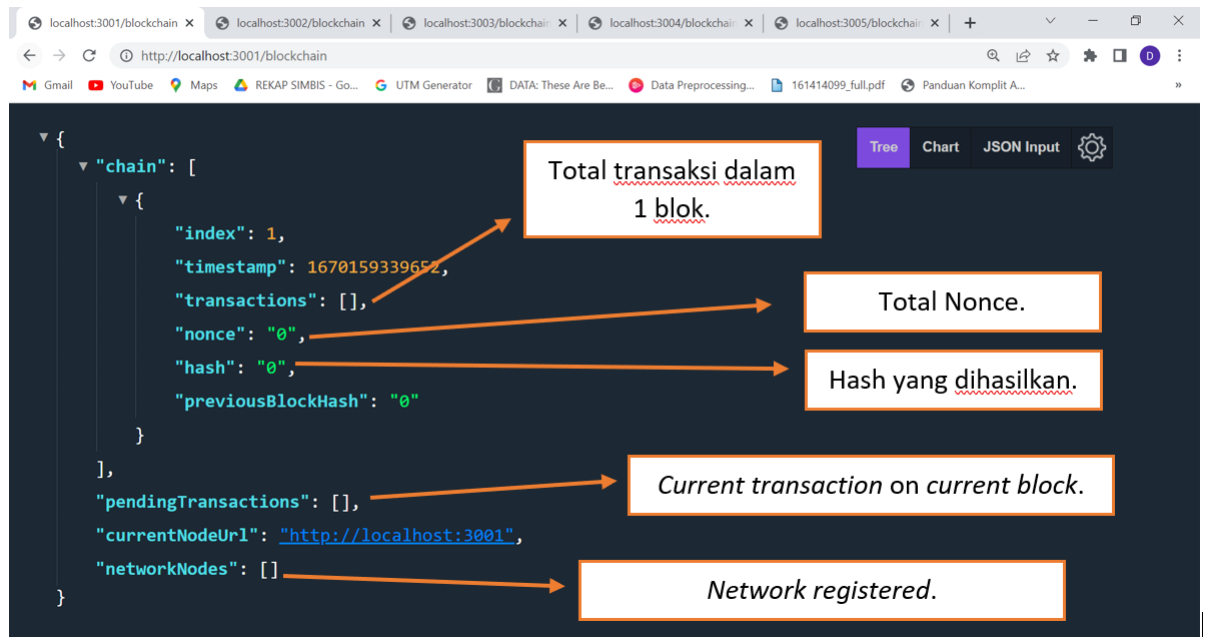 localhost:3001/blockchain
localhost:3002/blockchain
localhost:3003/blockchain
localhost:3004/blockchain
localhost:3005/blockchain
http://localhost:3001/blockchain
D
Gmail
YouTube
Maps
REKAP SIMBIS - Go...
UTM Generator
DATA: These Are Be...
Data Preprocessing...
161414099_full.pdf
Panduan Komplit A...
»
Tree
Chart
JSON Input
{
"chain": [
{
"index": 1,
"timestamp": 1670159339652,
"transactions": [],
"nonce": "0",
"hash": "0",
"previousBlockHash": "0"
}
],
"pendingTransactions": [],
"currentNodeUrl": "http://localhost:3001",
"networkNodes": []
}
Total transaksi dalam
1 blok.
Total Nonce.
Hash yang dihasilkan.
Current transaction on current block.
Network registered.